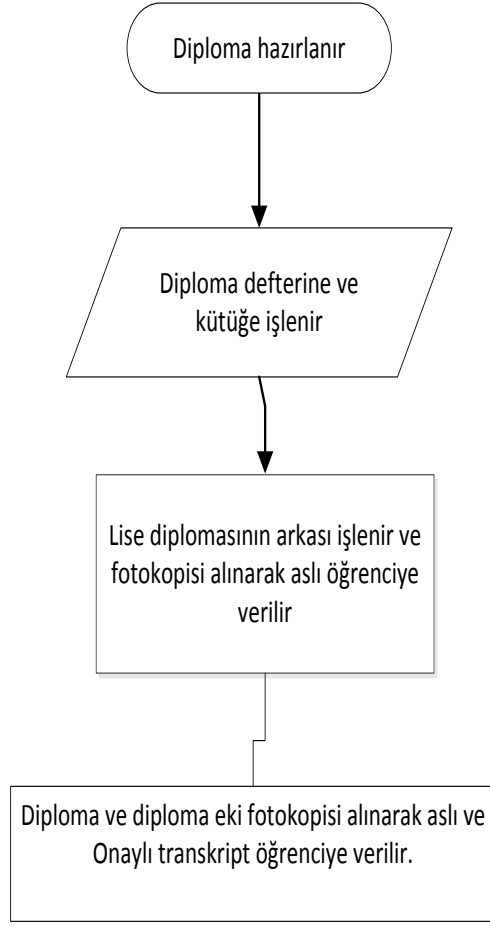 Diploma hazırlanır
Diploma defterine ve
kütüğe işlenir
Lise diplomasının arkası işlenir ve
fotokopisi alınarak aslı öğrenciye
verilir
Diploma ve diploma eki fotokopisi alınarak aslı ve
Onaylı transkript öğrenciye verilir.